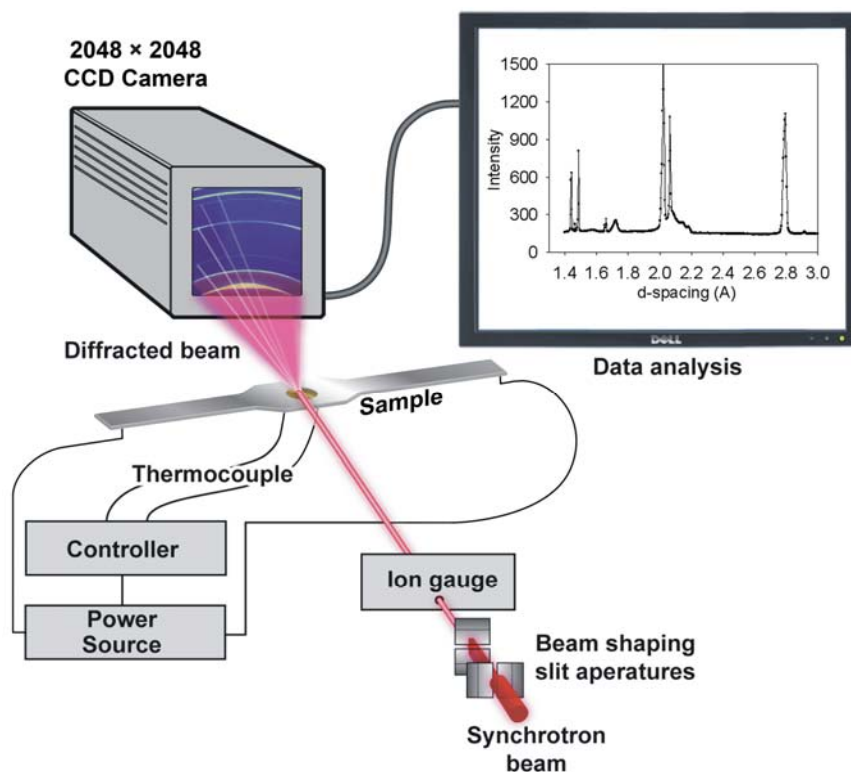 2048 × 2048
CCD Camera
1500
1200
900
600
300
0
Intensity
1.4 1.6 1.8 2.0 2.2 2.4 2.6 2.8 3.0
d-spacing (A)
DELL
Data analysis
Diffracted beam
Sample
Thermocouple
Controller
Power
Source
Ion gauge
Beam shaping
slit aperatures
Synchrotron
beam